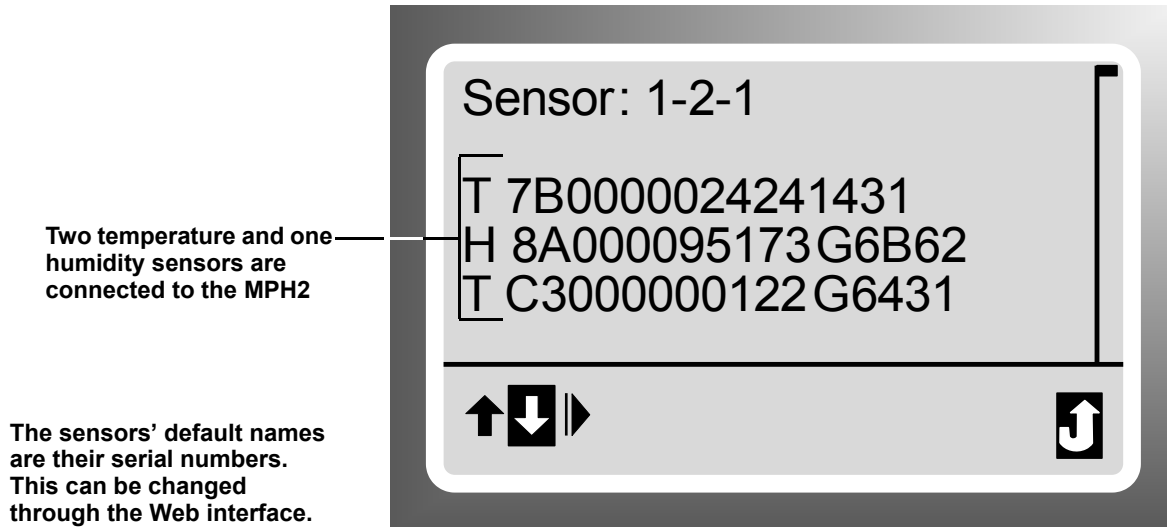 Sensor: 1-2-1
T 7B0000024241431
H 8A000095173G6B62
T C3000000122G6431
Two temperature and one
humidity sensors are
connected to the MPH2
The sensors’ default names
are their serial numbers.
This can be changed
through the Web interface.